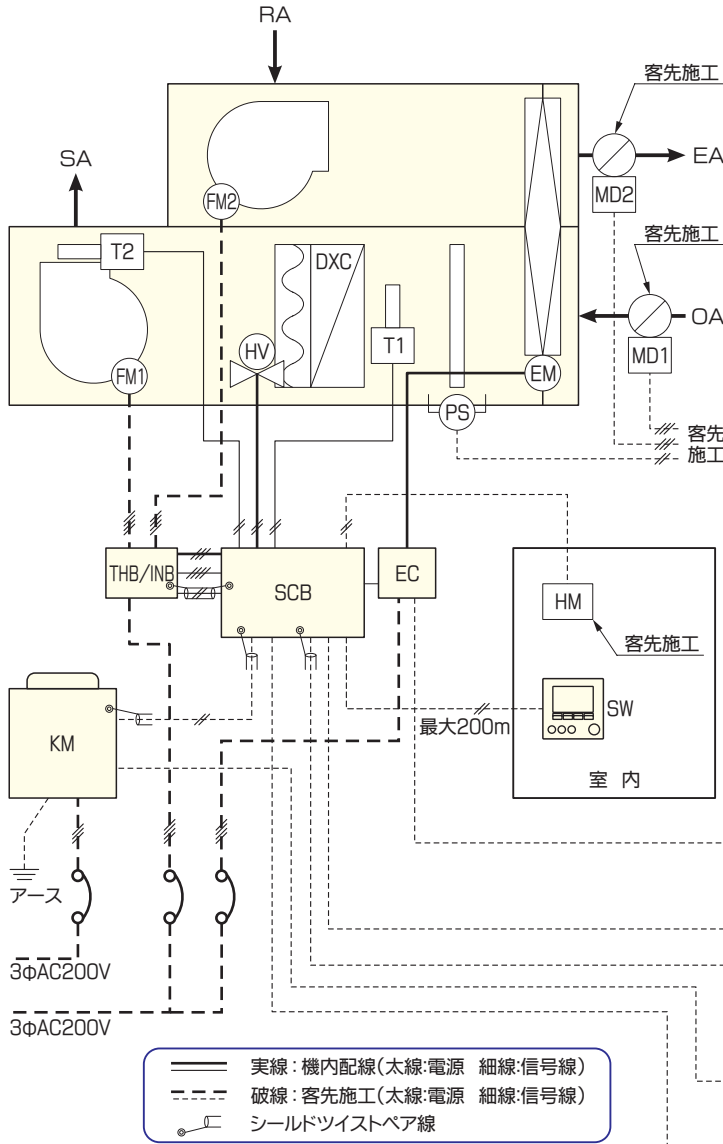 RA
客先施工
SA
EA
FM2
MD2
客先施工
T2
DXC
OA
HV
T1
MD1
FM1
EM
PS
客先
施工
THB/INB
SCB
EC
HM
客先施工
SW
最大200m
KM
室 内
アース
3φAC200V
3φAC200V
実線：機内配線(太線:電源 細線:信号線)
破線：客先施工(太線:電源 細線:信号線)
シールドツイストペア線